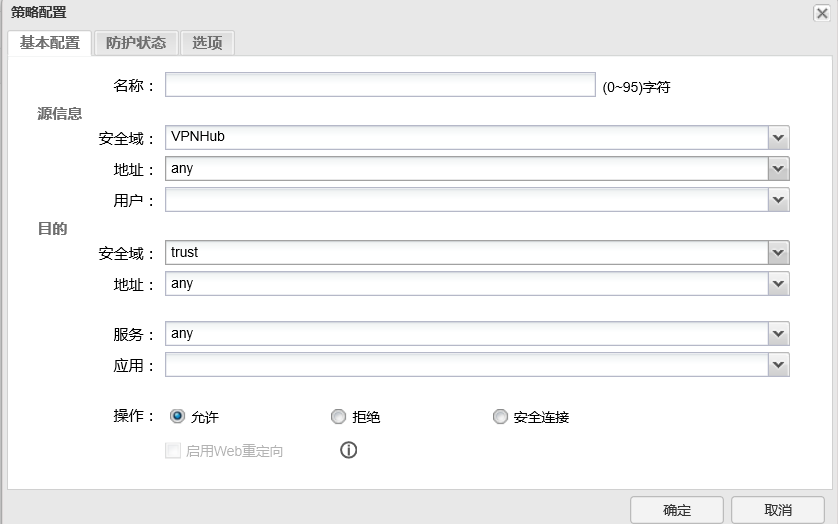 策略配置
基本配置 防护状态 选项
名称： (0~95)字符
源信息
安全域： VPNHub
地址： any
用户：
目的
安全域： trust
地址： any
服务： any
应用：
操作： 允许 拒绝 安全连接
启用Web重定向
确定 取消